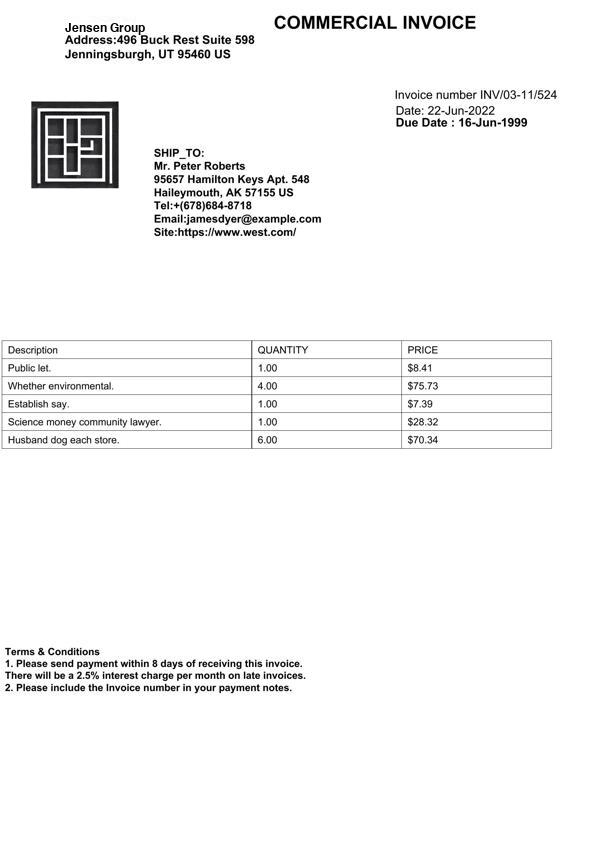 COMMERCIAL INVOICE
Jensen Group
Address:496 Buck Rest Suite 598
Jenningsburgh, UT 95460 US
Invoice number INV/03-11/524
Date: 22-Jun-2022
Due Date : 16-Jun-1999
SHIP_TO:
Mr. Peter Roberts
95657 Hamilton Keys Apt. 548
Haileymouth, AK 57155 US
Tel:+(678)684-8718
Email:jamesdyer@example.com
Site:https://www.west.com/
Description QUANTITY PRICE
Public let. 1.00 $8.41
Whether environmental. 4.00 $75.73
Establish say. 1.00 $7.39
Science money community lawyer. 1.00 $28.32
Husband dog each store. 6.00 $70.34
Terms & Conditions
1. Please send payment within 8 days of receiving this invoice.
There will be a 2.5% interest charge per month on late invoices.
2. Please include the Invoice number in your payment notes.